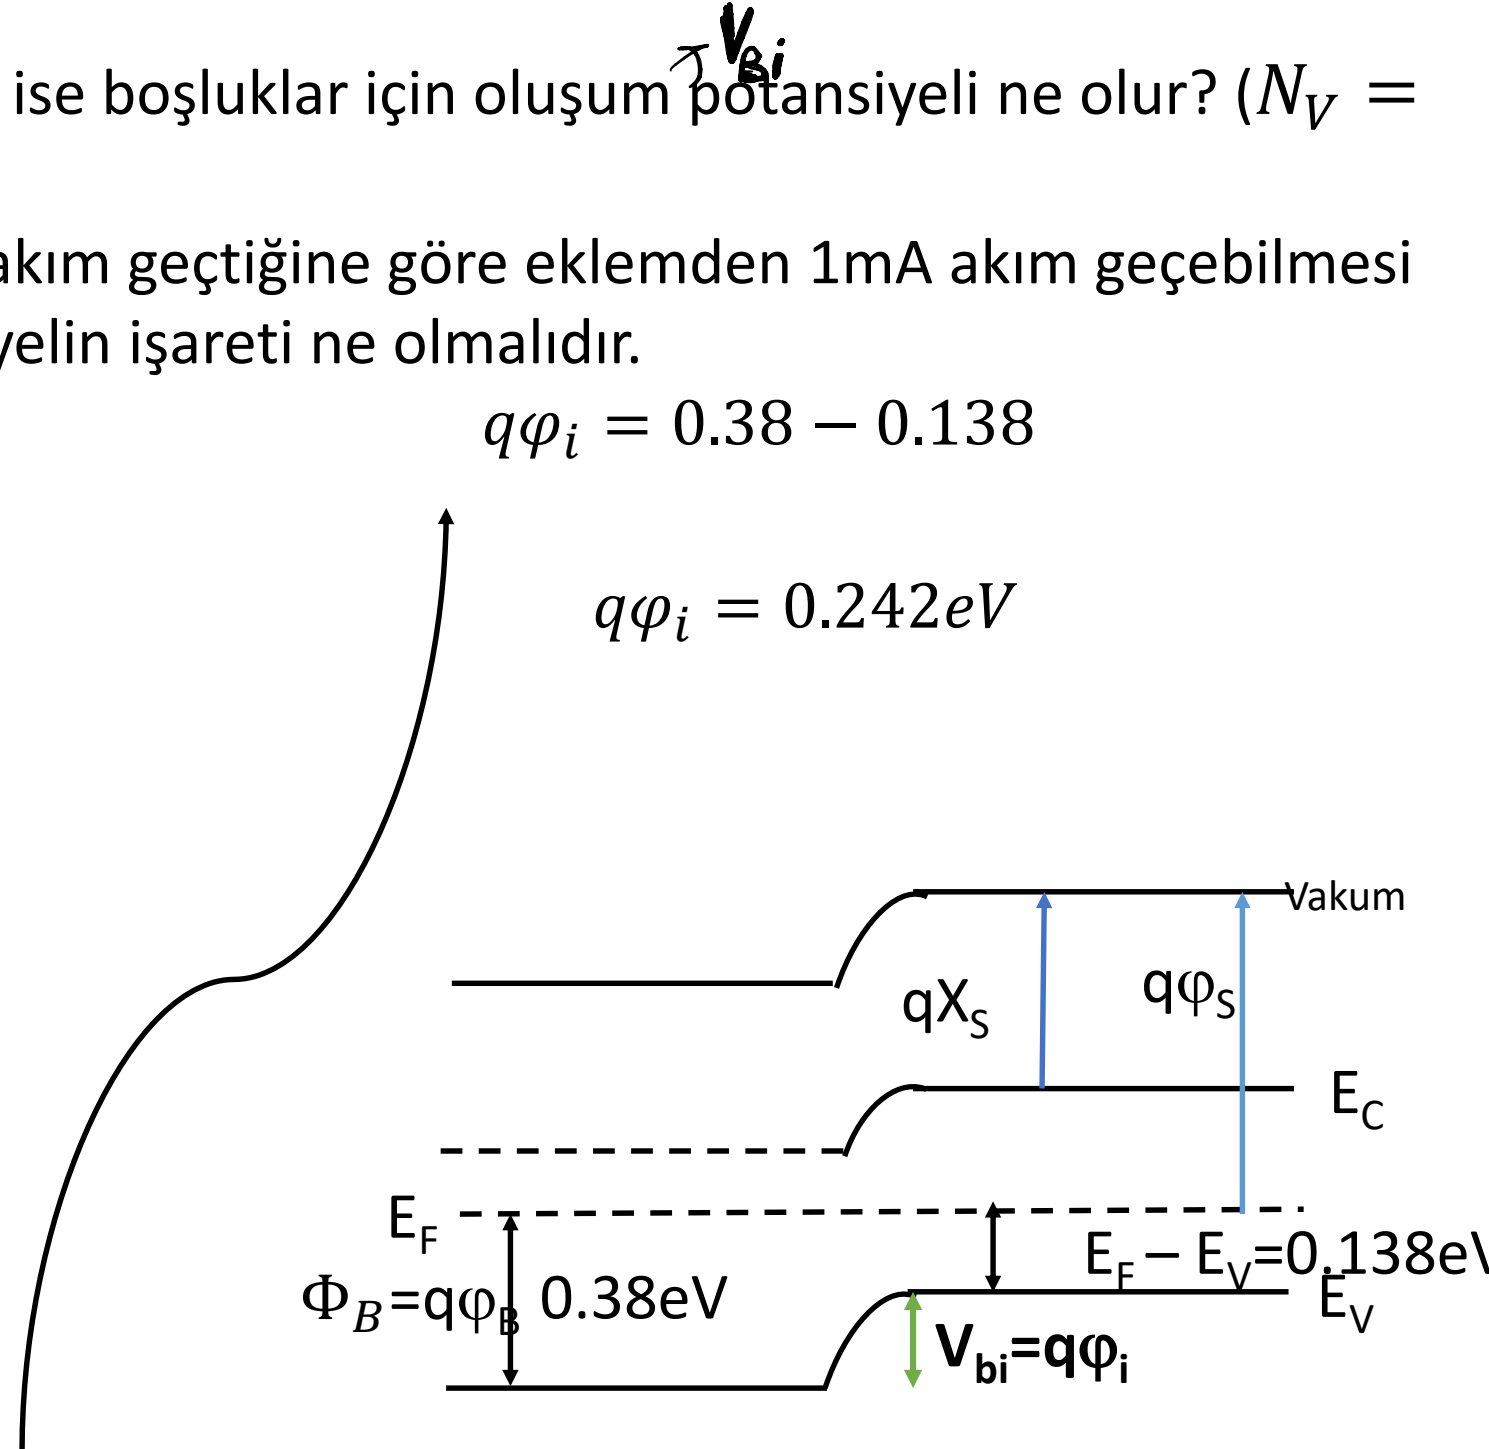 V_Bi
ise boşluklar için oluşum potansiyeli ne olur? (N_V =
akım geçtiğine göre eklemden 1mA akım geçebilmesi
yelin işareti ne olmalıdır.
qφ_i = 0.38 − 0.138
qφ_i = 0.242eV
Vakum
qX_S
qφ_S
E_C
E_F
E_F – E_V=0.138eV
Φ_B=qφ_B 0.38eV
E_V
V_bi=qφ_i